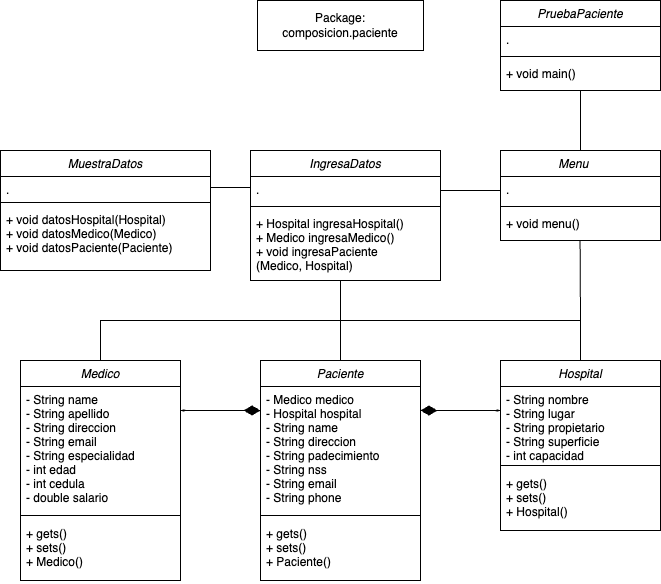 Package:
composicion.paciente
PruebaPaciente
.
+ void main()
MuestraDatos
.
+ void datosHospital(Hospital)
+ void datosMedico(Medico)
+ void datosPaciente(Paciente)
IngresaDatos
.
+ Hospital ingresaHospital()
+ Medico ingresaMedico()
+ void ingresaPaciente
(Medico, Hospital)
Menu
.
+ void menu()
Medico
- String name
- String apellido
- String direccion
- String email
- String especialidad
- int edad
- int cedula
- double salario
+ gets()
+ sets()
+ Medico()
Paciente
- Medico medico
- Hospital hospital
- String name
- String direccion
- String padecimiento
- String nss
- String email
- String phone
+ gets()
+ sets()
+ Paciente()
Hospital
- String nombre
- String lugar
- String propietario
- String superficie
- int capacidad
+ gets()
+ sets()
+ Hospital()